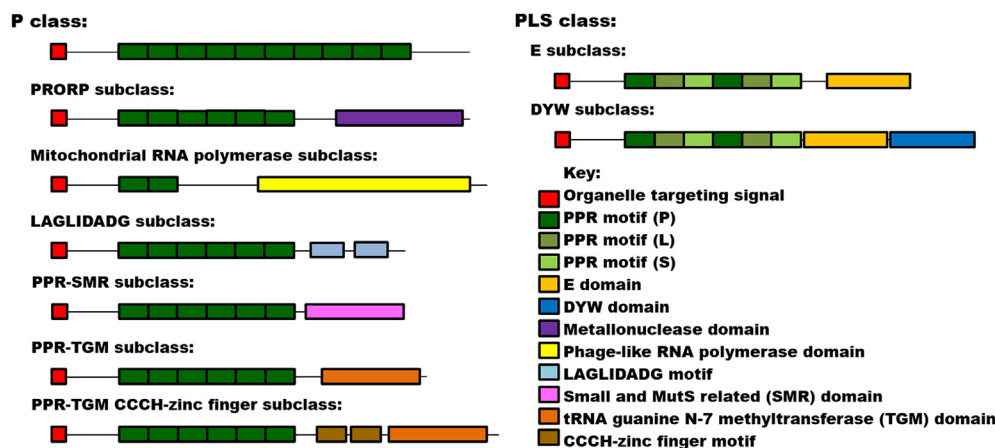 P class:
PRORP subclass:
Mitochondrial RNA polymerase subclass:
LAGLIDADG subclass:
PPR-SMR subclass:
PPR-TGM subclass:
PPR-TGM CCCH-zinc finger subclass:
PLS class:
E subclass:
DYW subclass:
Key:
Organelle targeting signal
PPR motif (P)
PPR motif (L)
PPR motif (S)
E domain
DYW domain
Metallonuclease domain
Phage-like RNA polymerase domain
LAGLIDADG motif
Small and MutS related (SMR) domain
tRNA guanine N-7 methyltransferase (TGM) domain
CCCH-zinc finger motif